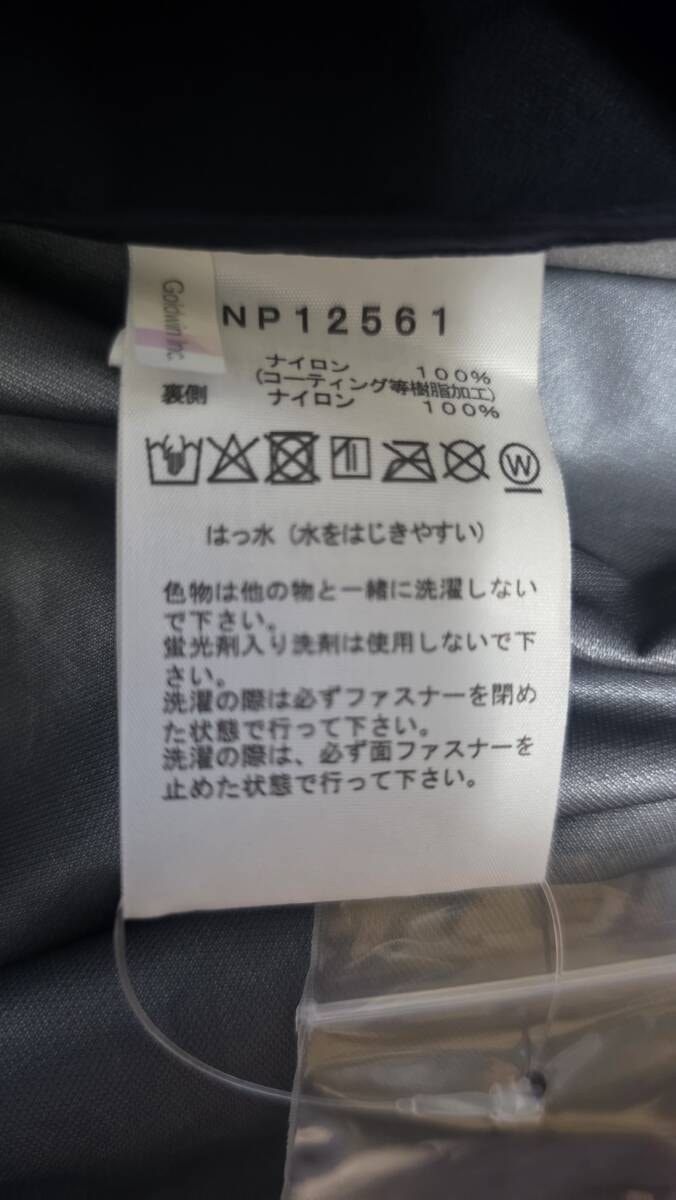 Goldwin Inc.
NP12561
ナイロン 100%
(コーティング等樹脂加工)
裏側 ナイロン 100%
W
はっ水(水をはじきやすい)
色物は他の物と一緒に洗濯しない
で下さい。
蛍光剤入り洗剤は使用しないで下
さい。
洗濯の際は必ずファスナーを閉め
た状態で行って下さい。
洗濯の際は、必ず面ファスナーを
止めた状態で行って下さい。